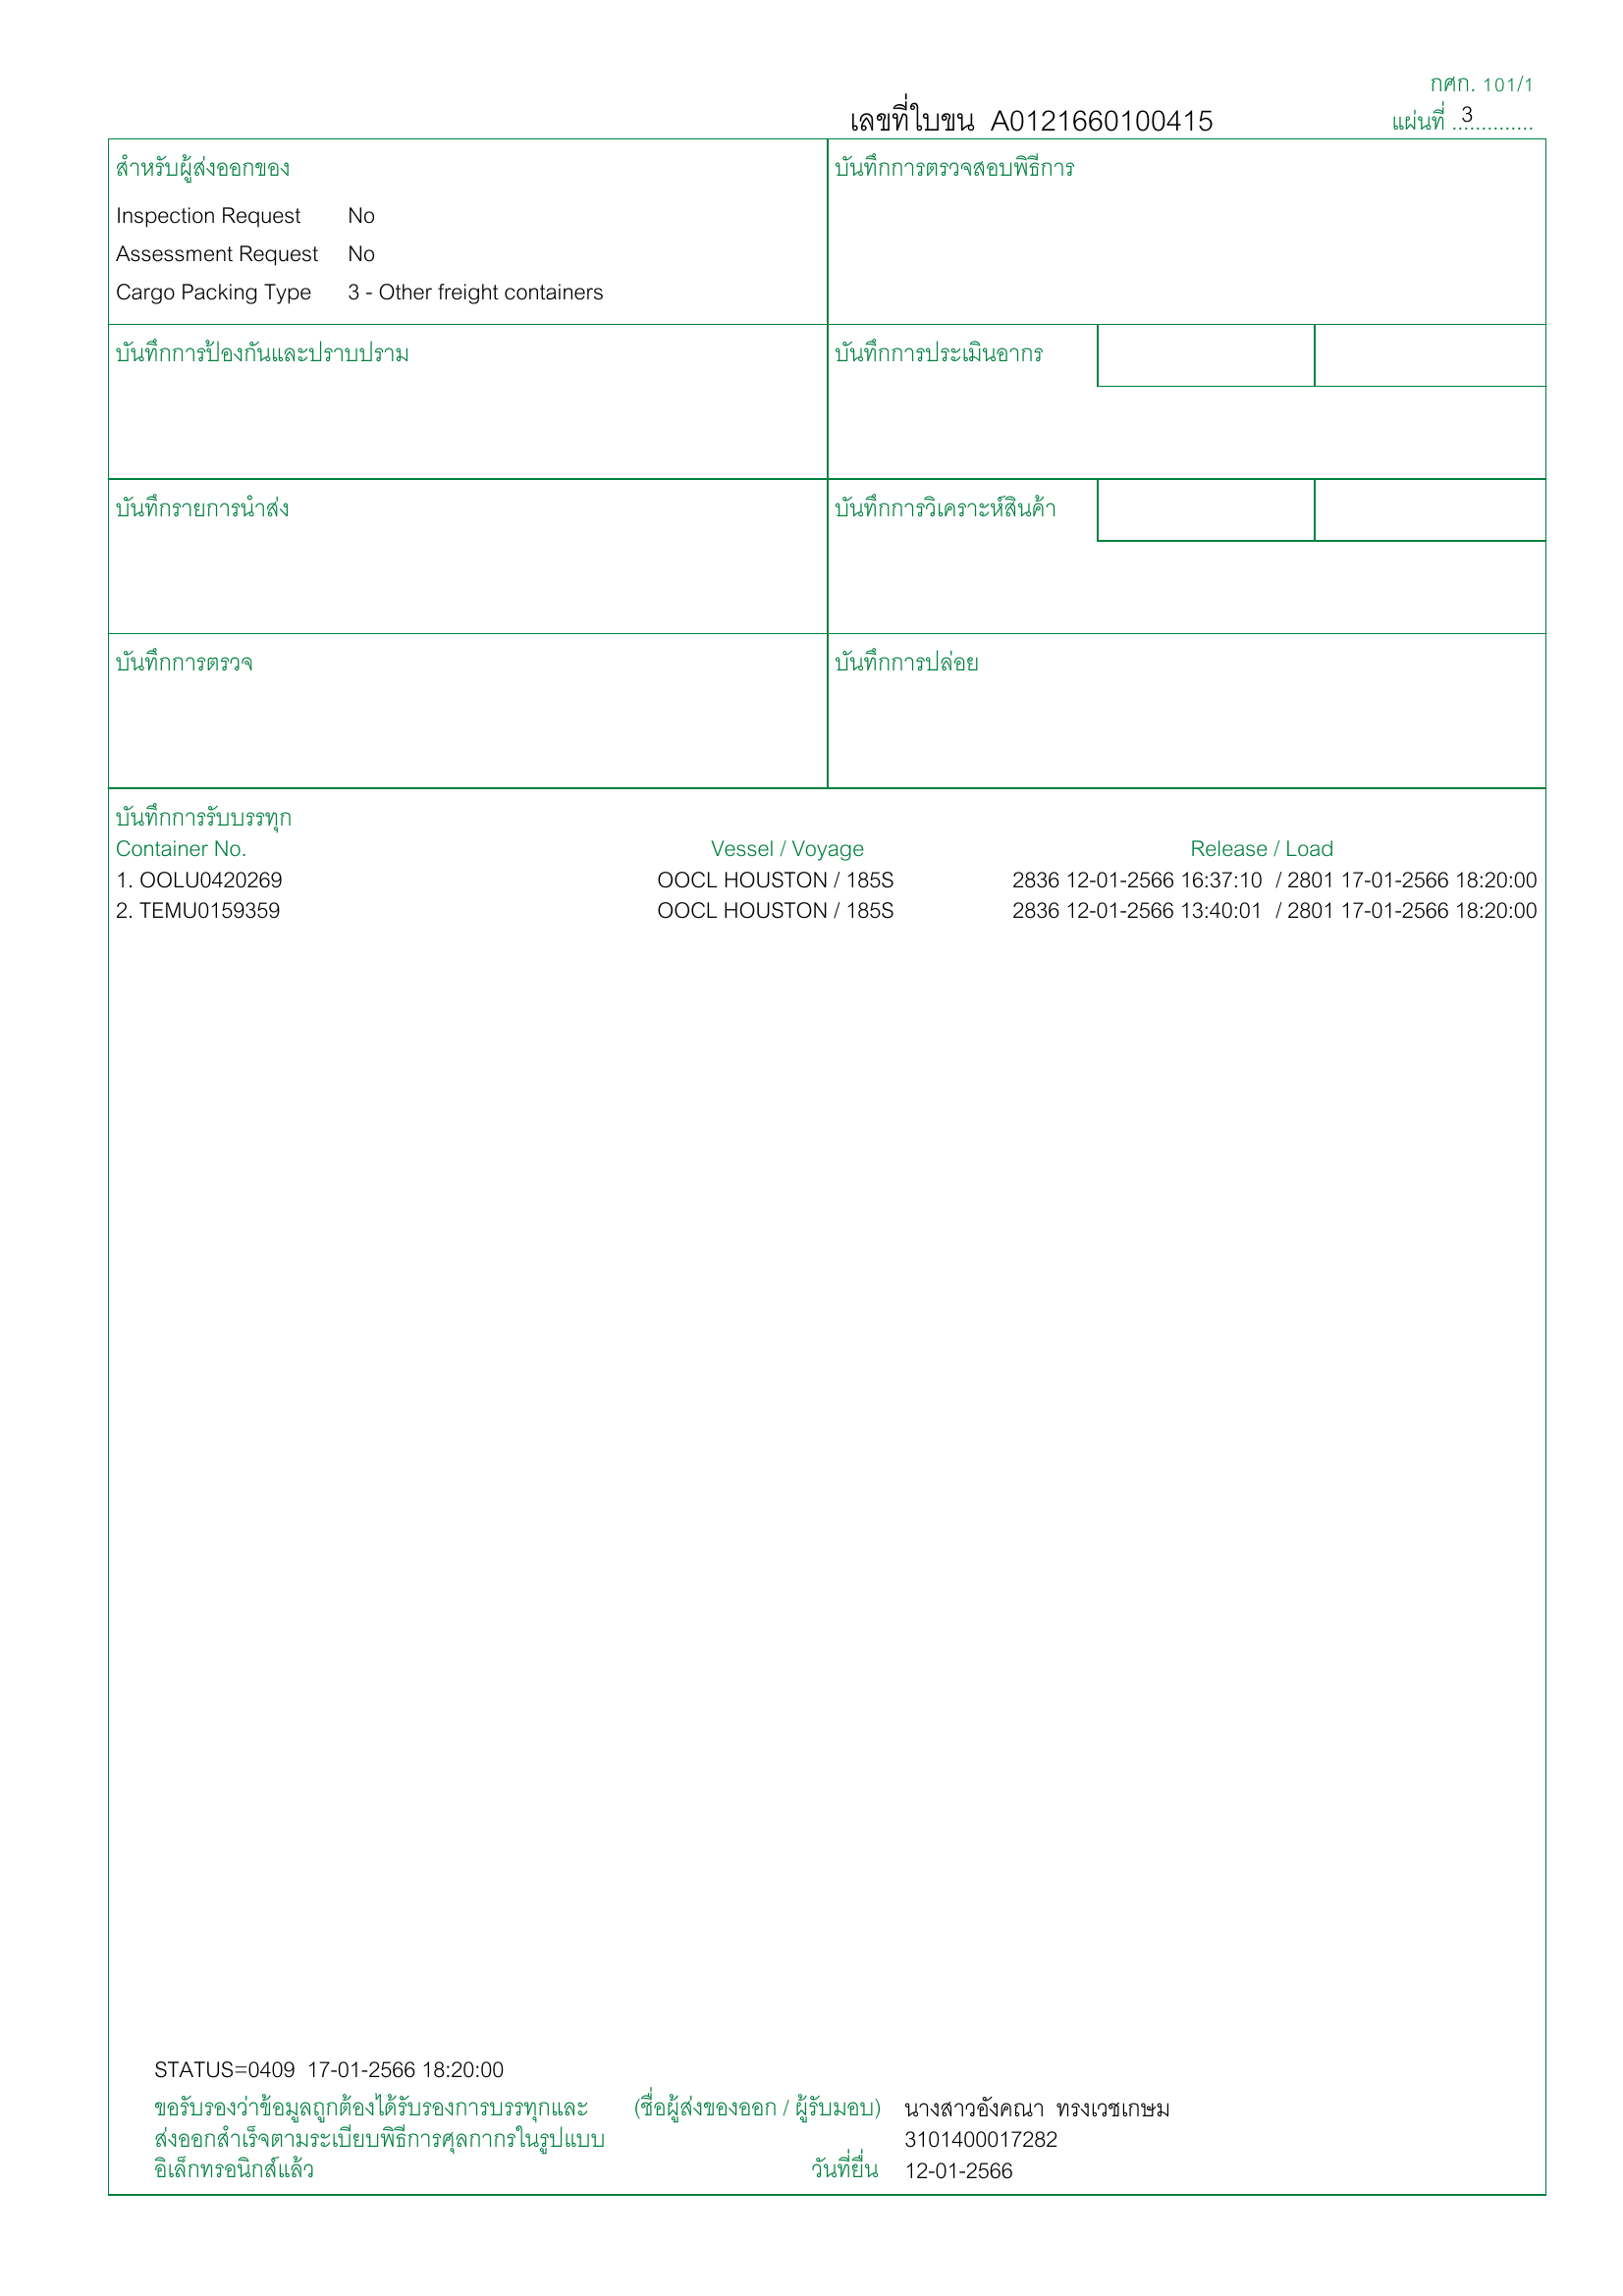 กศก. 101/1
เลขที่ใบขน A0121660100415
แผ่นที่ 3
สำหรับผู้ส่งออกของ
Inspection Request No
Assessment Request No
Cargo Packing Type 3 - Other freight containers
บันทึกการตรวจสอบพิธีการ
บันทึกการป้องกันและปราบปราม
บันทึกการประเมินอากร
บันทึกรายการนำส่ง
บันทึกการวิเคราะห์สินค้า
บันทึกการตรวจ
บันทึกการปล่อย
บันทึกการรับบรรทุก
Container No. Vessel / Voyage Release / Load
1. OOLU0420269 OOCL HOUSTON / 185S 2836 12-01-2566 16:37:10 / 2801 17-01-2566 18:20:00
2. TEMU0159359 OOCL HOUSTON / 185S 2836 12-01-2566 13:40:01 / 2801 17-01-2566 18:20:00
STATUS=0409 17-01-2566 18:20:00
ขอรับรองว่าข้อมูลถูกต้องได้รับรองการบรรทุกและ (ชื่อผู้ส่งของออก / ผู้รับมอบ) นางสาวอังคณา ทรงเวชเกษม
ส่งออกสำเร็จตามระเบียบพิธีการศุลกากรในรูปแบบ 3101400017282
อิเล็กทรอนิกส์แล้ว วันที่ยื่น 12-01-2566